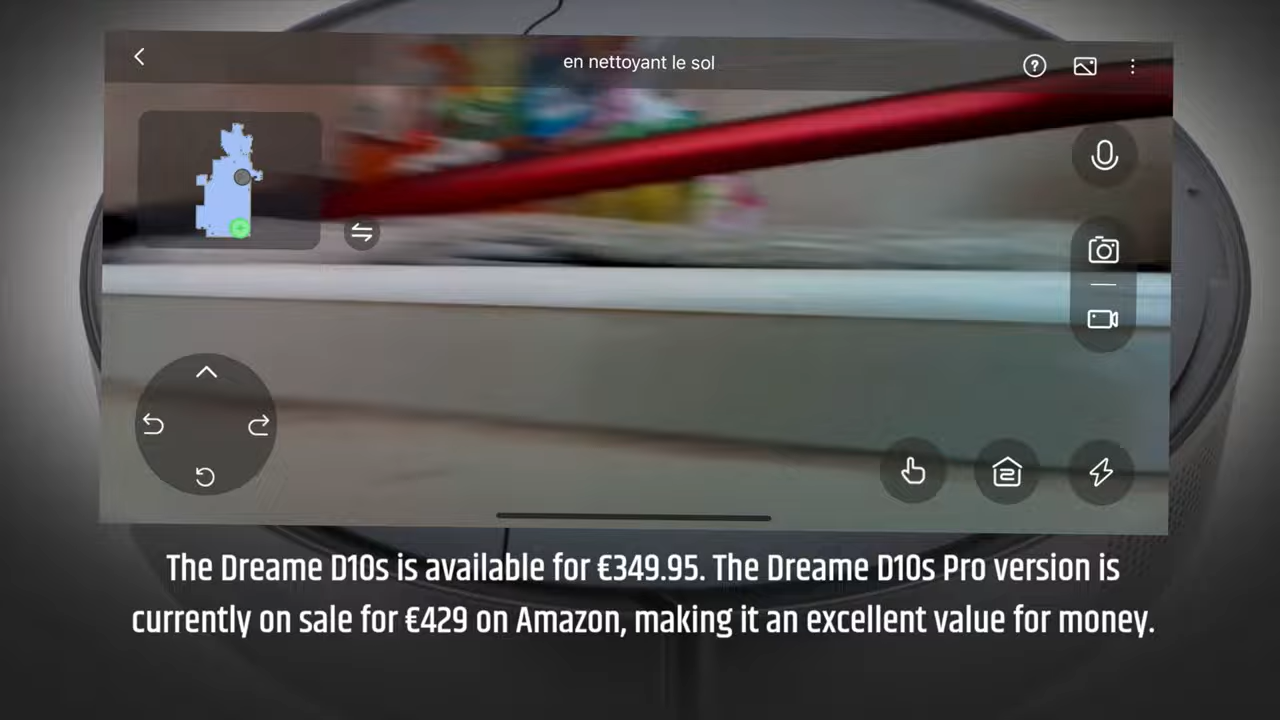 en nettoyant le sol
The Dreame D10s is available for €349.95. The Dreame D10s Pro version is
currently on sale for €429 on Amazon, making it an excellent value for money.